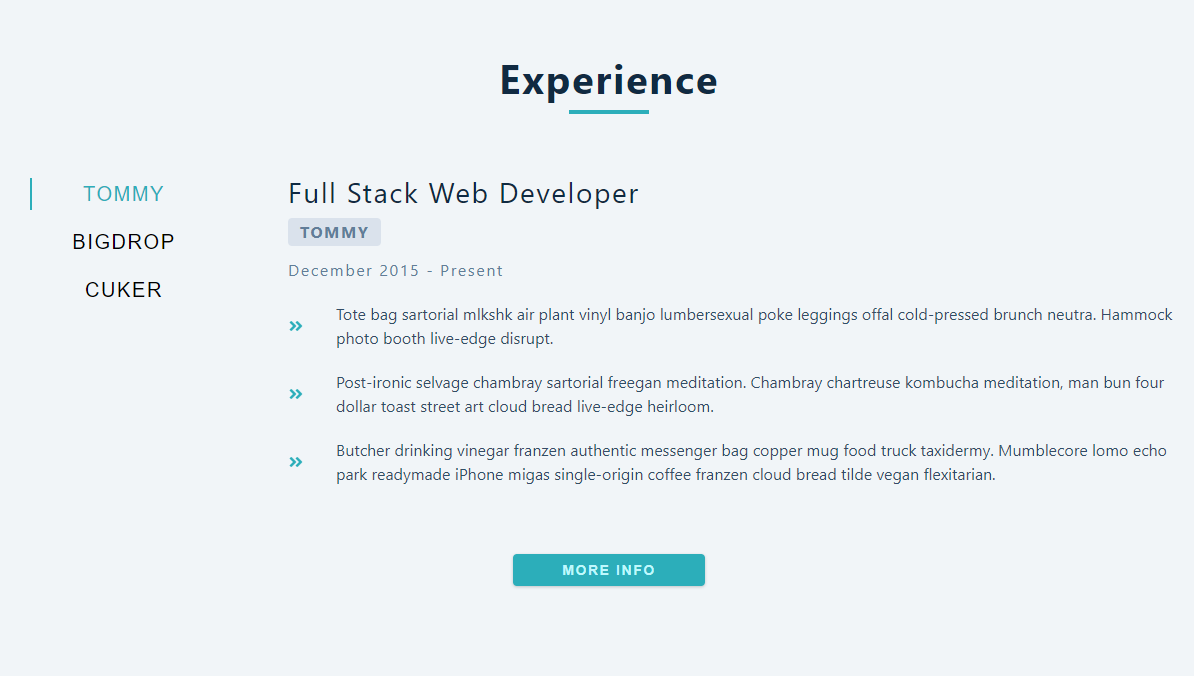 Experience
TOMMY
BIGDROP
CUKER
Full Stack Web Developer
TOMMY
December 2015 - Present
Tote bag sartorial mlkshk air plant vinyl banjo lumbersexual poke leggings offal cold-pressed brunch neutra. Hammock
photo booth live-edge disrupt.
Post-ironic selvage chambray sartorial freegan meditation. Chambray chartreuse kombucha meditation, man bun four
dollar toast street art cloud bread live-edge heirloom.
Butcher drinking vinegar franzen authentic messenger bag copper mug food truck taxidermy. Mumblecore lomo echo
park readymade iPhone migas single-origin coffee franzen cloud bread tilde vegan flexitarian.
MORE INFO